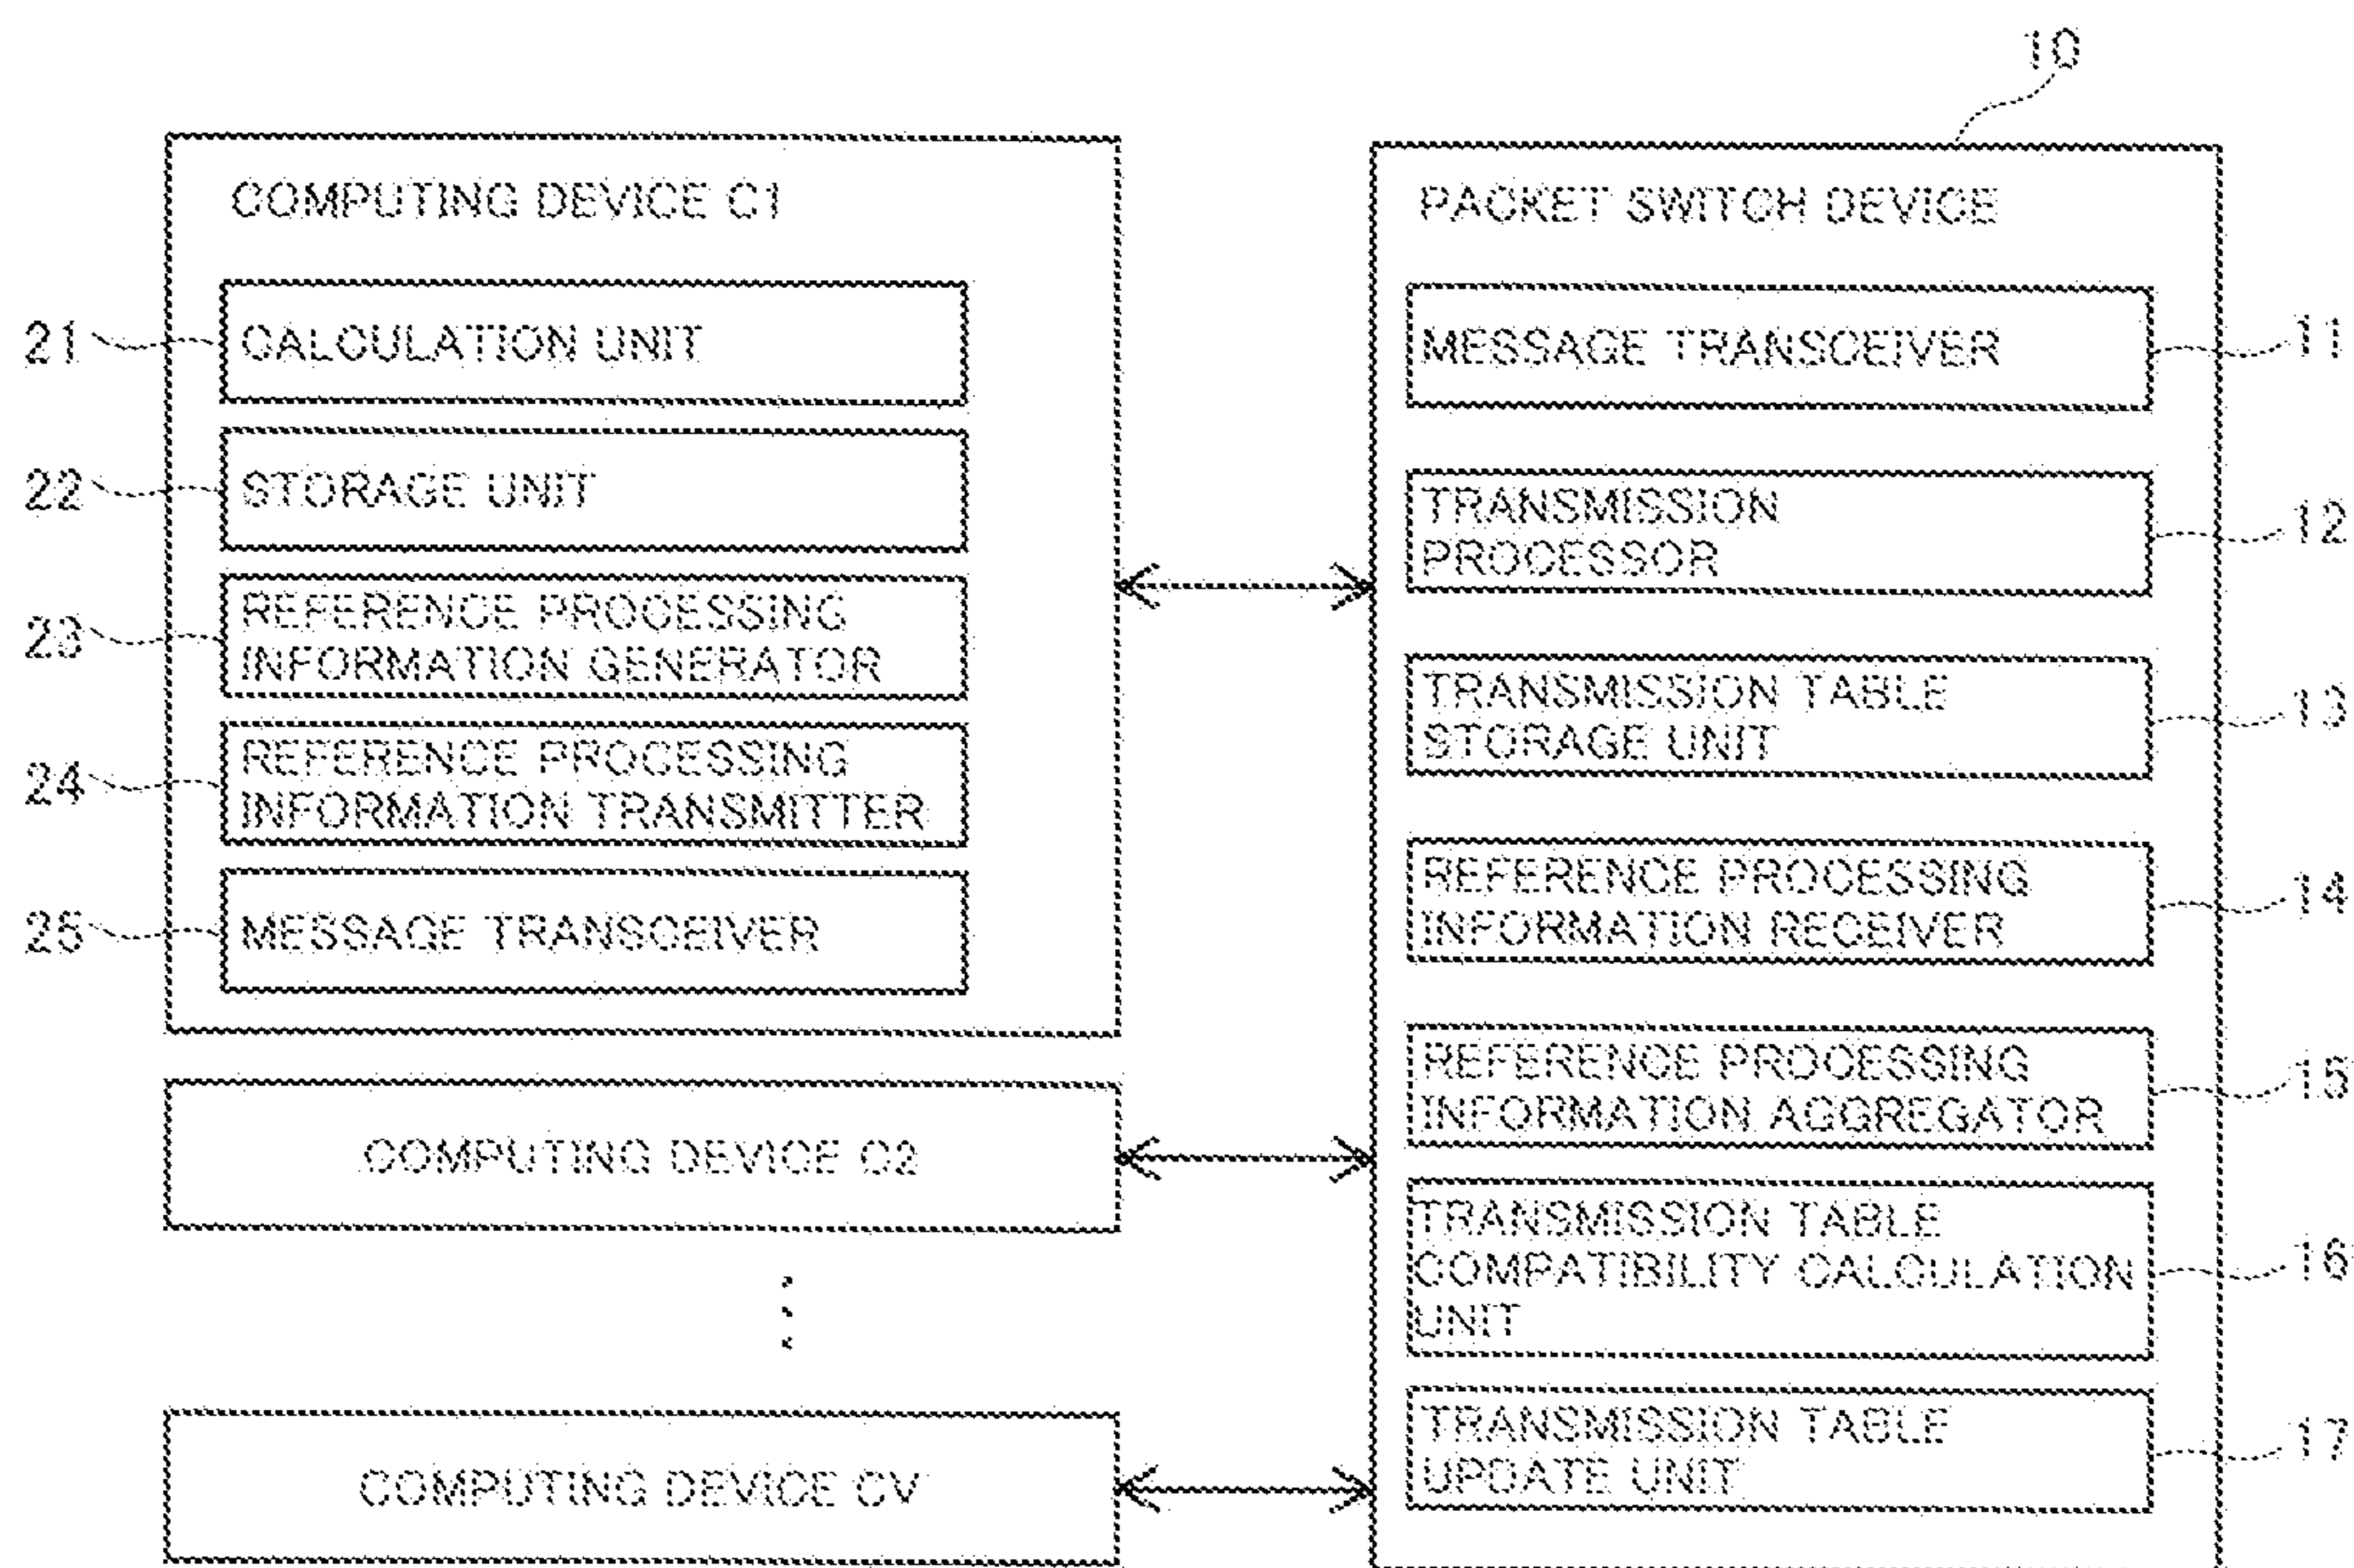 10
COMPUTING DEVICE C1
21
CALCULATION UNIT
22
STORAGE UNIT
23
REFERENCE PROCESSING
INFORMATION GENERATOR
24
REFERENCE PROCESSING
INFORMATION TRANSMITTER
25
MESSAGE TRANSCEIVER
COMPUTING DEVICE C2
COMPUTING DEVICE CV
PACKET SWITCH DEVICE
MESSAGE TRANSCEIVER
11
TRANSMISSION
PROCESSOR
12
TRANSMISSION TABLE
STORAGE UNIT
13
REFERENCE PROCESSING
INFORMATION RECEIVER
14
REFERENCE PROCESSING
INFORMATION AGGREGATOR
15
TRANSMISSION TABLE
COMPATIBILITY CALCULATION
UNIT
16
TRANSMISSION TABLE
UPDATE UNIT
17